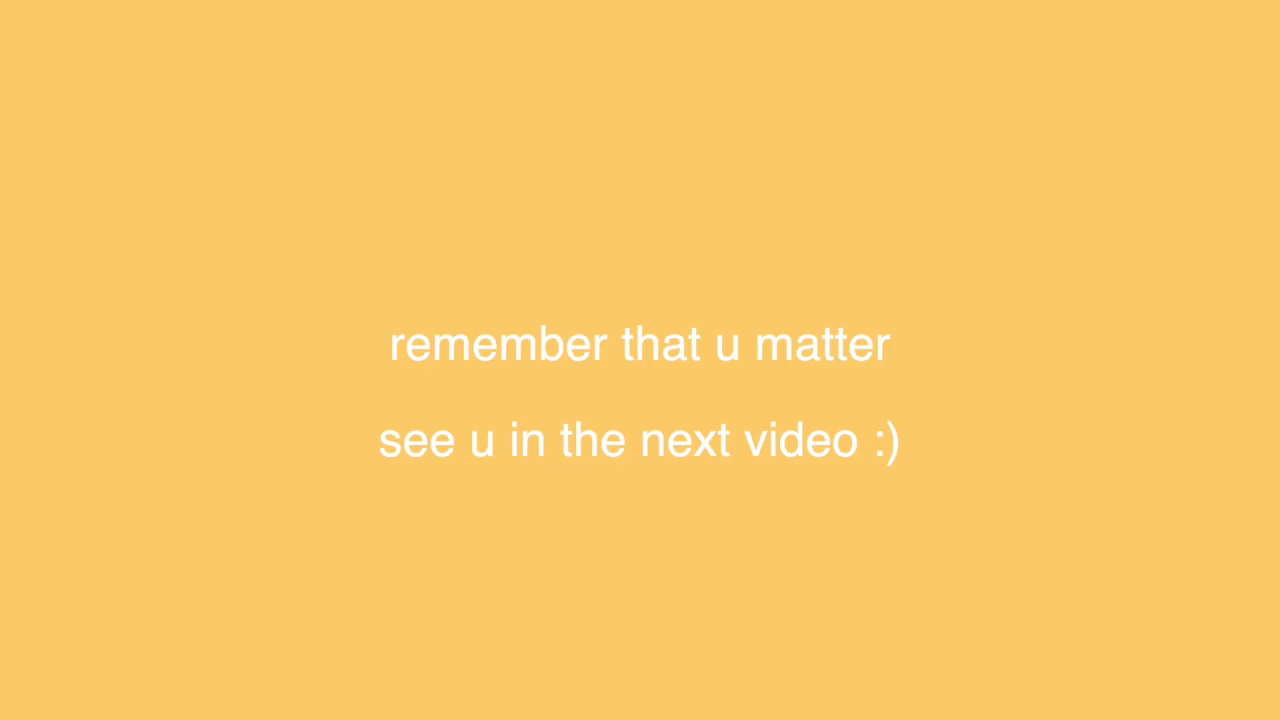 remember that u matter
see u in the next video :)